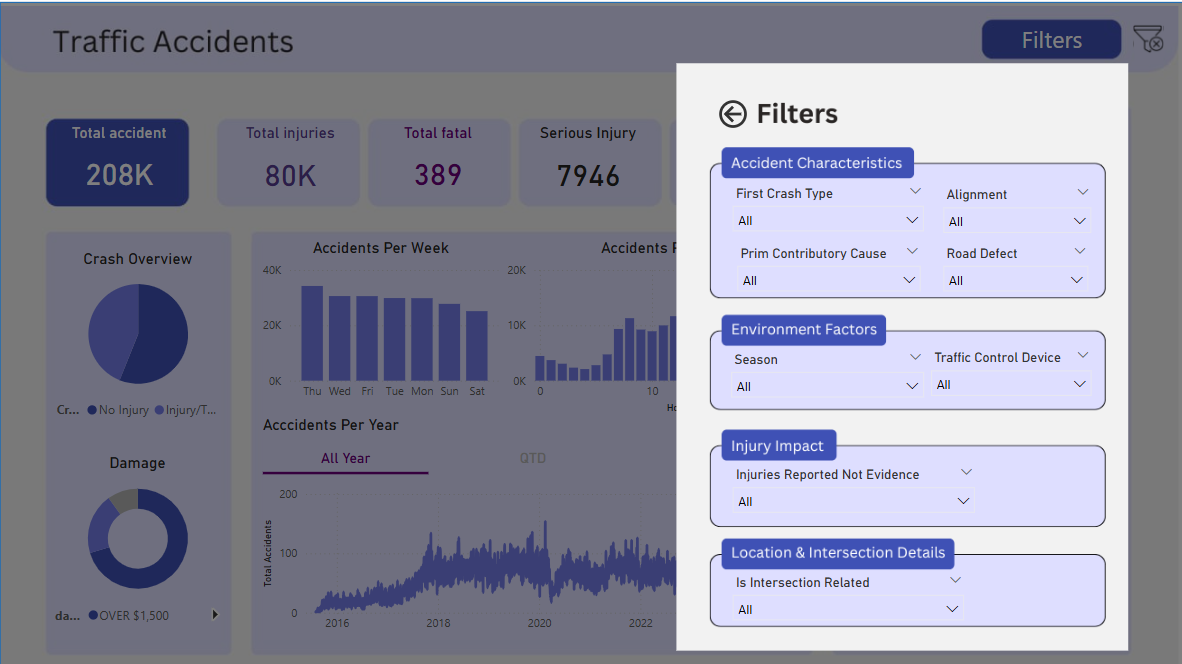 Traffic Accidents
Filters
Total accident
208K
Total injuries
80K
Total fatal
389
Serious Injury
7946
Crash Overview
Cr... No Injury Injury/T...
Damage
da... OVER $1,500
Accidents Per Week
40K
20K
0K
Thu Wed Fri Tue Mon Sun Sat
Accidents
20K
10K
0K
0 10
Acccidents Per Year
All Year QTD
Total Accidents
200
100
0
2016 2018 2020 2022
Filters
Accident Characteristics
First Crash Type
All
Alignment
All
Prim Contributory Cause
All
Road Defect
All
Environment Factors
Season
All
Traffic Control Device
All
Injury Impact
Injuries Reported Not Evidence
All
Location & Intersection Details
Is Intersection Related
All